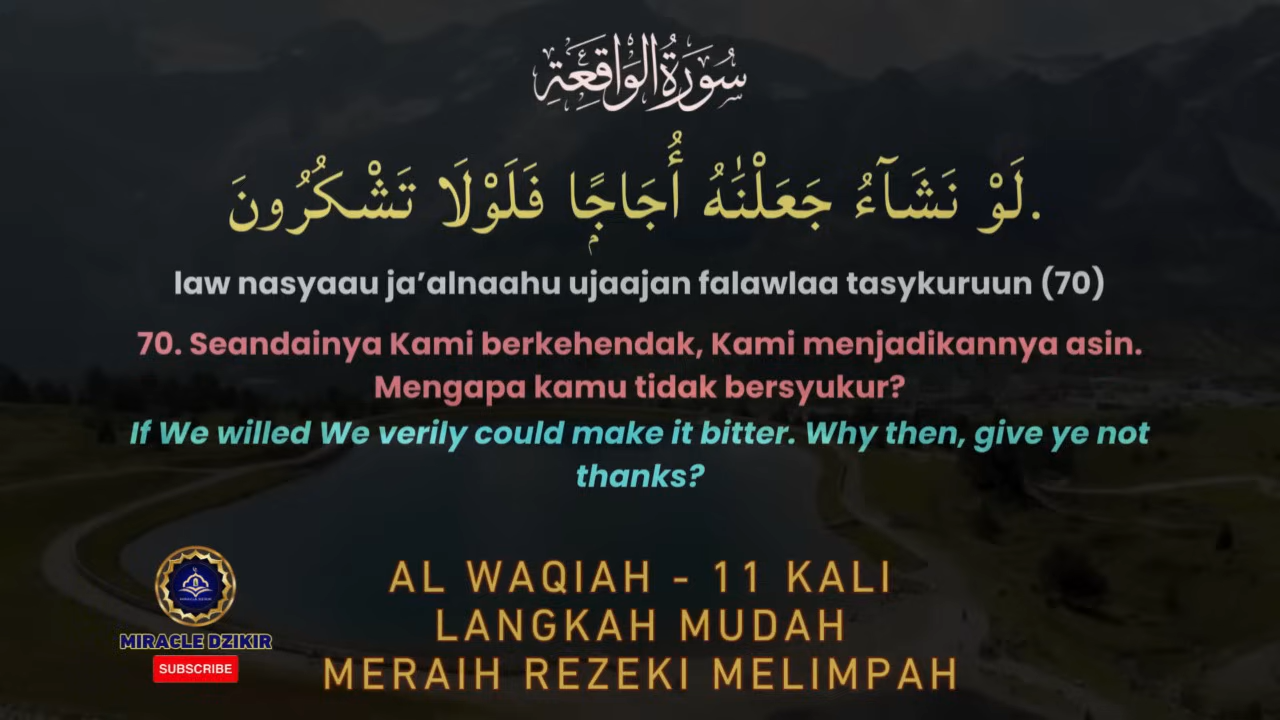 سُورَةُ الْوَاقِعَةِ
.لَوْ نَشَآءُ جَعَلْنَٰهُ أُجَاجًۭا فَلَوْلَا تَشْكُرُونَ
law nasyaau ja’alnaahu ujaajan falawlaa tasykuruun (70)
70. Seandainya Kami berkehendak, Kami menjadikannya asin.
Mengapa kamu tidak bersyukur?
If We willed We verily could make it bitter. Why then, give ye not
thanks?
AL WAQIAH - 11 KALI
LANGKAH MUDAH
MERAIH REZEKI MELIMPAH
MIRACLE DZIKIR
SUBSCRIBE